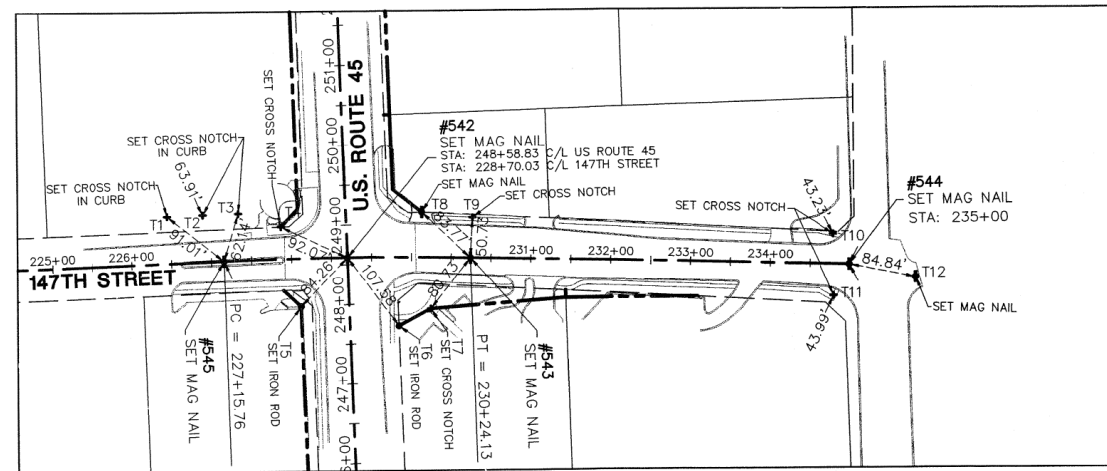 251+00
250+00
249+00
248+00
247+00
U.S. ROUTE 45
#542
SET MAG NAIL
STA: 248+58.83 C/L US ROUTE 45
STA: 228+70.03 C/L 147TH STREET
SET MAG NAIL
SET CROSS NOTCH
SET CROSS NOTCH
SET CROSS NOTCH
IN CURB
63.91'
SET CROSS NOTCH
IN CURB
T1
T2
T3
91.01'
T8
T9
SET CROSS NOTCH
43.23'
T10
#544
SET MAG NAIL
STA: 235+00
84.84'
T12
SET MAG NAIL
T11
43.99'
225+00
226+00
231+00
232+00
233+00
234+00
147TH STREET
84.26'
107.58'
T5
SET IRON ROD
T6
SET IRON ROD
T7
SET CROSS NOTCH
#545
SET MAG NAIL
PC = 227+15.76
PT = 230+24.13
#543
SET MAG NAIL